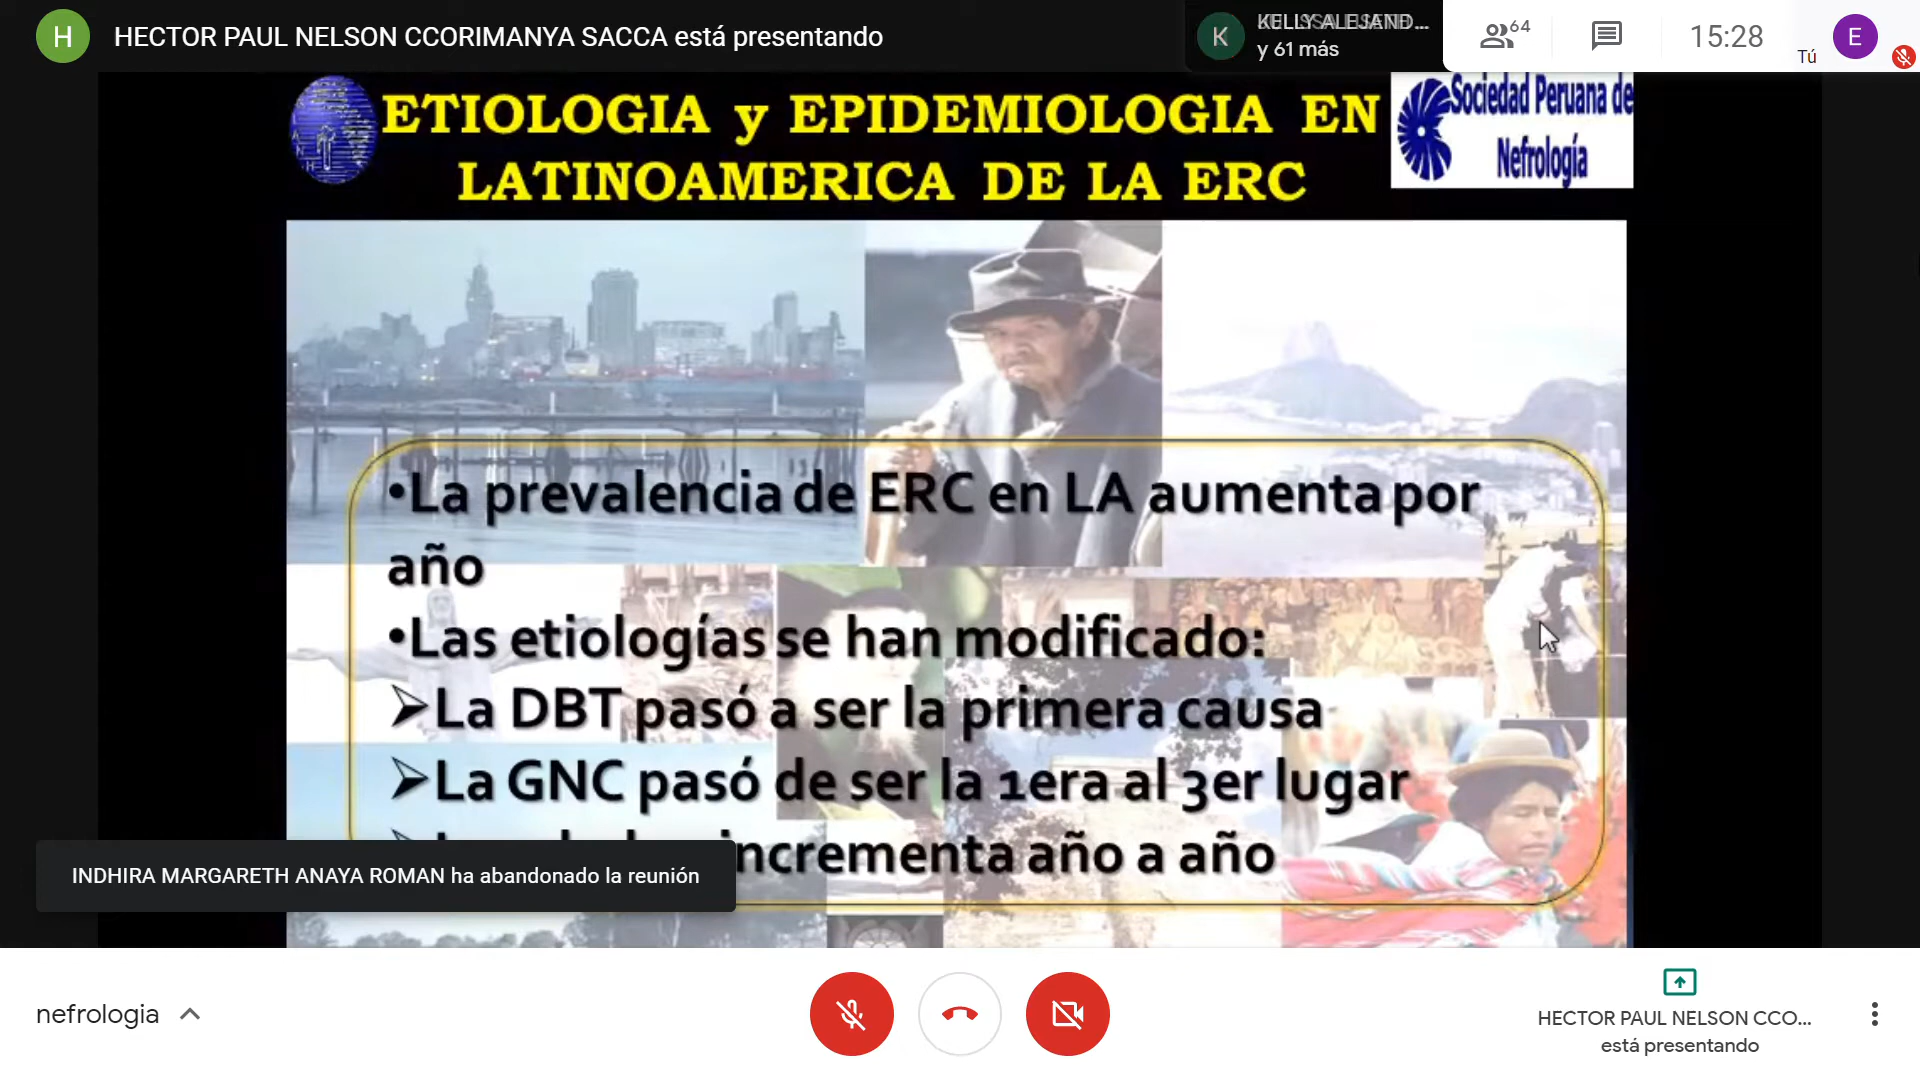 H
HECTOR PAUL NELSON CCORIMANYA SACCA está presentando
K
y 61 más
64
15:28
Tú
E
ETIOLOGIA y EPIDEMIOLOGIA EN
LATINOAMERICA DE LA ERC
Sociedad Peruana de
Nefrología
•La prevalencia de ERC en LA aumenta por
año
•Las etiologías se han modificado:
➢La DBT pasó a ser la primera causa
➢La GNC pasó de ser la 1era al 3er lugar
incrementa año a año
INDHIRA MARGARETH ANAYA ROMAN ha abandonado la reunión
nefrologia
HECTOR PAUL NELSON CCO...
está presentando